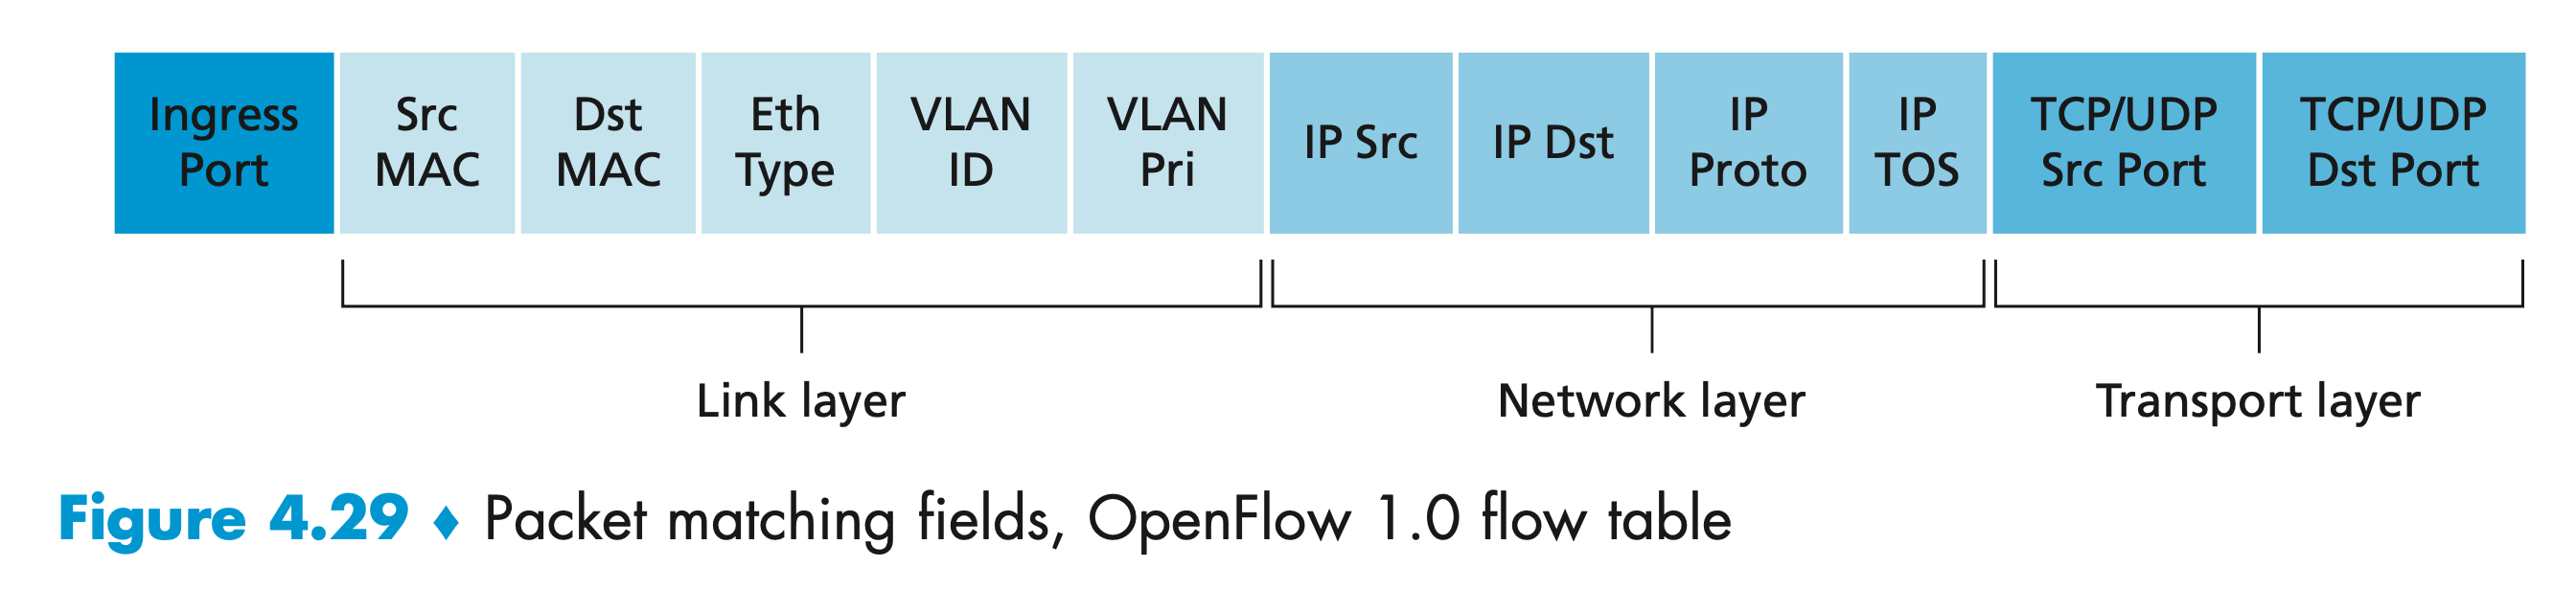 Ingress
Port
Src
MAC
Dst
MAC
Eth
Type
VLAN
ID
VLAN
Pri
IP Src
IP Dst
IP
Proto
IP
TOS
TCP/UDP
Src Port
TCP/UDP
Dst Port
Link layer
Network layer
Transport layer
Figure 4.29 ♦ Packet matching fields, OpenFlow 1.0 flow table